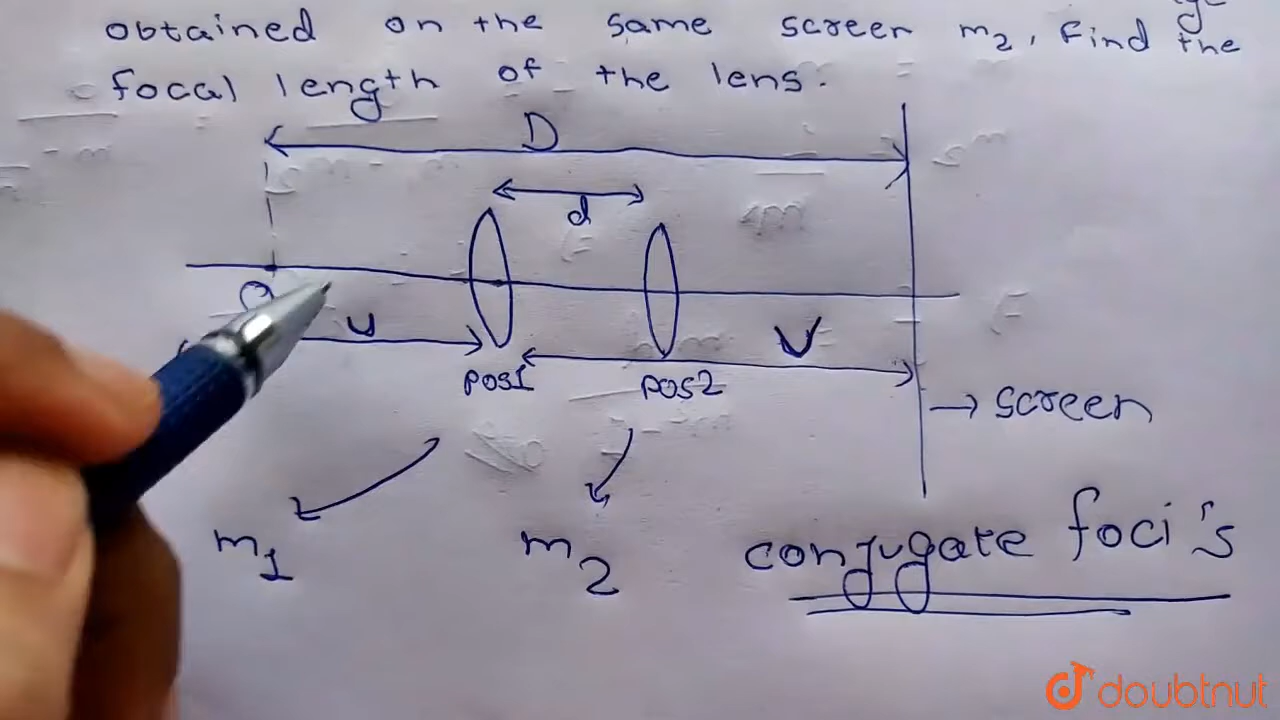 obtained on the same screen m2, Find the
focal length of the lens.
D
d
u
V
pos1
pos2
→ screen
m1
m2
conjugate foci's
doubtnut